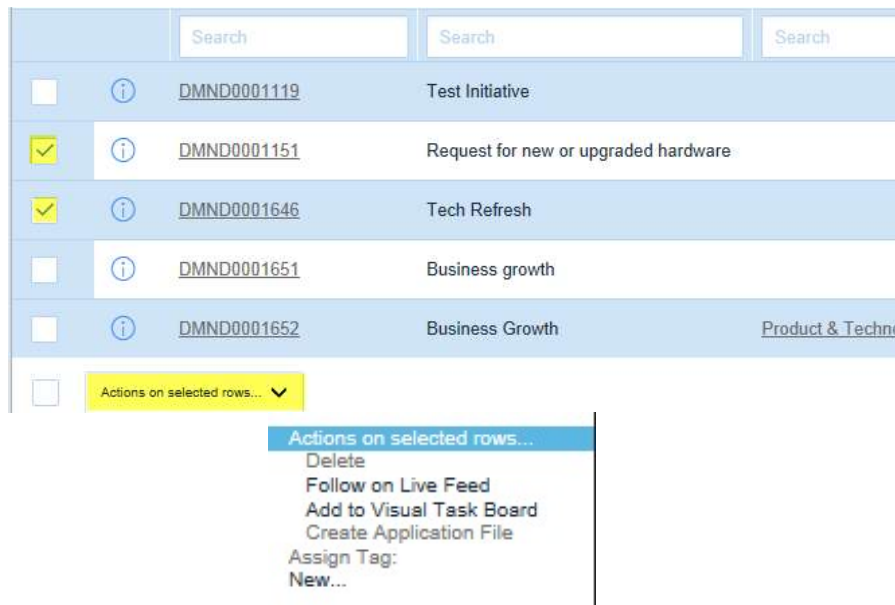 Search Search Search
DMND0001119 Test Initiative
DMND0001151 Request for new or upgraded hardware
DMND0001646 Tech Refresh
DMND0001651 Business growth
DMND0001652 Business Growth Product & Techn
Actions on selected rows...
Actions on selected rows...
Delete
Follow on Live Feed
Add to Visual Task Board
Create Application File
Assign Tag:
New...